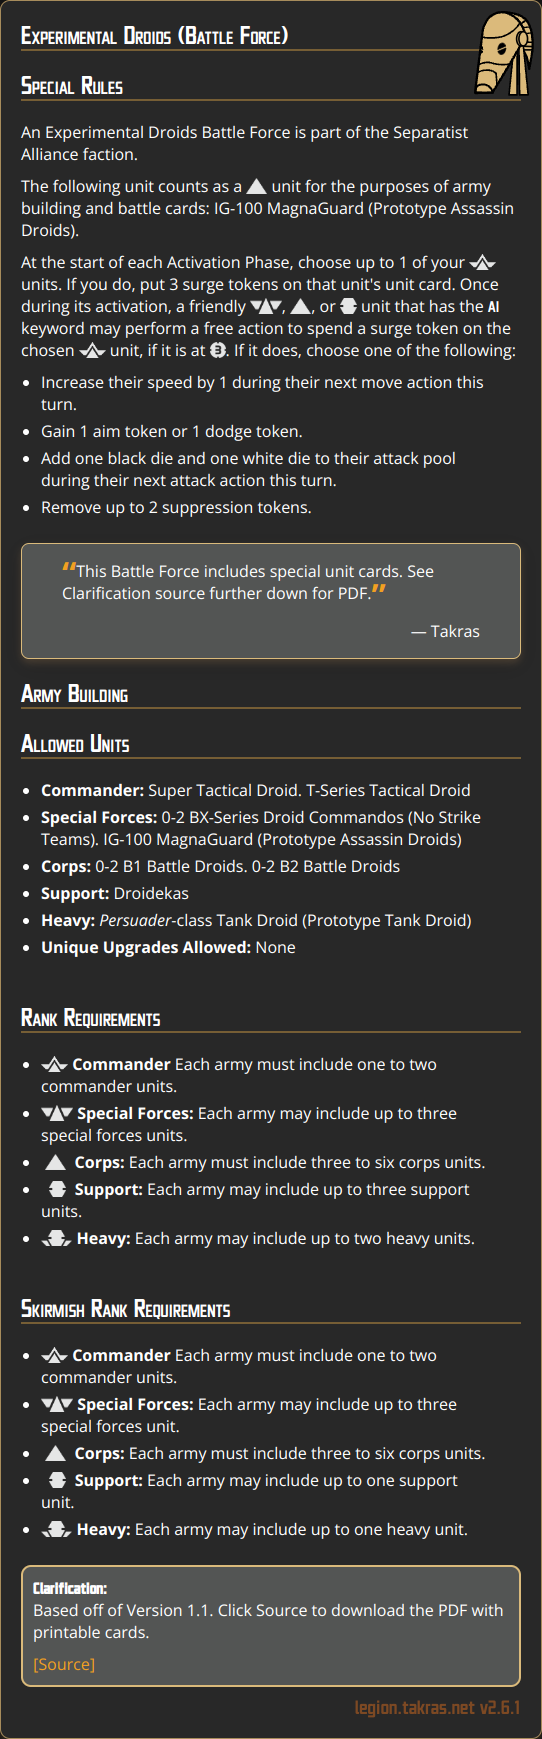 Experimental Droids (Battle Force)
Special Rules
An Experimental Droids Battle Force is part of the Separatist
Alliance faction.
The following unit counts as a unit for the purposes of army
building and battle cards: IG-100 MagnaGuard (Prototype Assassin
Droids).
At the start of each Activation Phase, choose up to 1 of your
units. If you do, put 3 surge tokens on that unit's unit card. Once
during its activation, a friendly , , or unit that has the AI
keyword may perform a free action to spend a surge token on the
chosen unit, if it is at 3. If it does, choose one of the following:
• Increase their speed by 1 during their next move action this
turn.
• Gain 1 aim token or 1 dodge token.
• Add one black die and one white die to their attack pool
during their next attack action this turn.
• Remove up to 2 suppression tokens.
“This Battle Force includes special unit cards. See
Clarification source further down for PDF.”
— Takras
Army Building
Allowed Units
• Commander: Super Tactical Droid. T-Series Tactical Droid
• Special Forces: 0-2 BX-Series Droid Commandos (No Strike
Teams). IG-100 MagnaGuard (Prototype Assassin Droids)
• Corps: 0-2 B1 Battle Droids. 0-2 B2 Battle Droids
• Support: Droidekas
• Heavy: Persuader-class Tank Droid (Prototype Tank Droid)
• Unique Upgrades Allowed: None
Rank Requirements
• Commander Each army must include one to two
commander units.
• Special Forces: Each army may include up to three
special forces units.
• Corps: Each army must include three to six corps units.
• Support: Each army may include up to three support
units.
• Heavy: Each army may include up to two heavy units.
Skirmish Rank Requirements
• Commander Each army must include one to two
commander units.
• Special Forces: Each army may include up to three
special forces unit.
• Corps: Each army must include three to six corps units.
• Support: Each army may include up to one support
unit.
• Heavy: Each army may include up to one heavy unit.
Clarification:
Based off of Version 1.1. Click Source to download the PDF with
printable cards.
[Source]
legion.takras.net v2.6.1